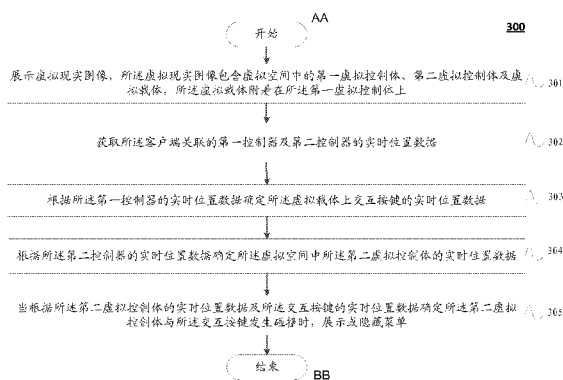 AA
300
开始
展示虚拟现实图像，所述虚拟现实图像包含虚拟空间中的第一虚拟控制体、第二虚拟控制体及虚
拟载体，所述虚拟载体附着在所述第一虚拟控制体上
301
获取所述客户端关联的第一控制器及第二控制器的实时位置数据
302
根据所述第一控制器的实时位置数据确定所述虚拟载体上交互按键的实时位置数据
303
根据所述第二控制器的实时位置数据确定所述虚拟空间中所述第二虚拟控制体的实时位置数据
304
当根据所述第二虚拟控制体的实时位置数据及所述交互按键的实时位置数据确定所述第二虚拟
控制体与所述交互按键发生碰撞时，展示或隐藏菜单
305
结束
BB